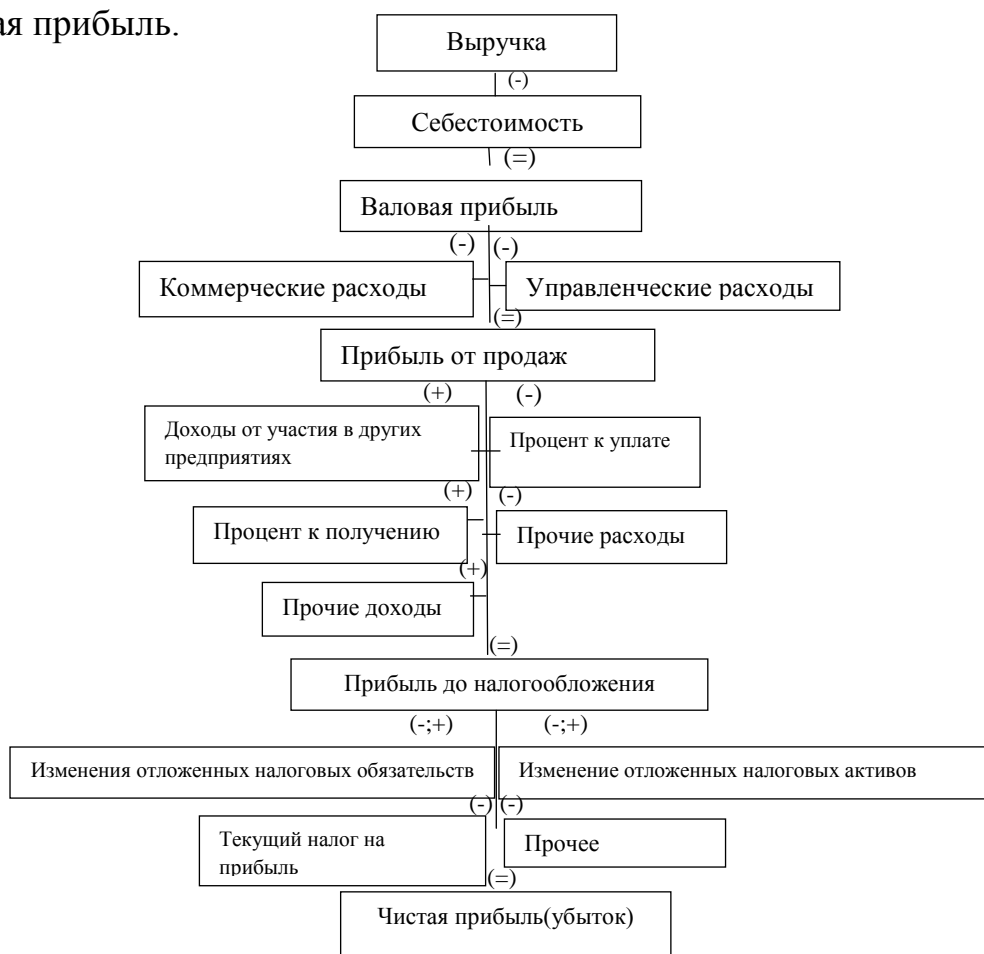 ая прибыль.
Выручка
(-)
Себестоимость
(=)
Валовая прибыль
(-) (-)
Коммерческие расходы
Управленческие расходы
(=)
Прибыль от продаж
(+) (-)
Доходы от участия в других
предприятиях
Процент к уплате
(+) (-)
Процент к получению
Прочие расходы
(+)
Прочие доходы
(=)
Прибыль до налогообложения
(-;+) (-;+)
Изменения отложенных налоговых обязательств
Изменение отложенных налоговых активов
(-) (-)
Текущий налог на
прибыль
Прочее
(=)
Чистая прибыль(убыток)